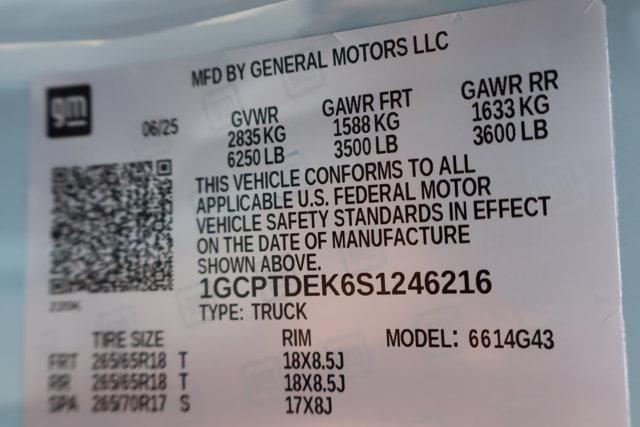 MFD BY GENERAL MOTORS LLC
gm
06/25
GVWR GAWR FRT GAWR RR
2835 KG 1588 KG 1633 KG
6250 LB 3500 LB 3600 LB
THIS VEHICLE CONFORMS TO ALL
APPLICABLE U.S. FEDERAL MOTOR
VEHICLE SAFETY STANDARDS IN EFFECT
ON THE DATE OF MANUFACTURE
SHOWN ABOVE.
1GCPTDEK6S1246216
TYPE: TRUCK
TIRE SIZE RIM MODEL: 6614G43
FRT 265/65R18 T 18X8.5J
RR 265/65R18 T 18X8.5J
SPA 265/70R17 S 17X8J